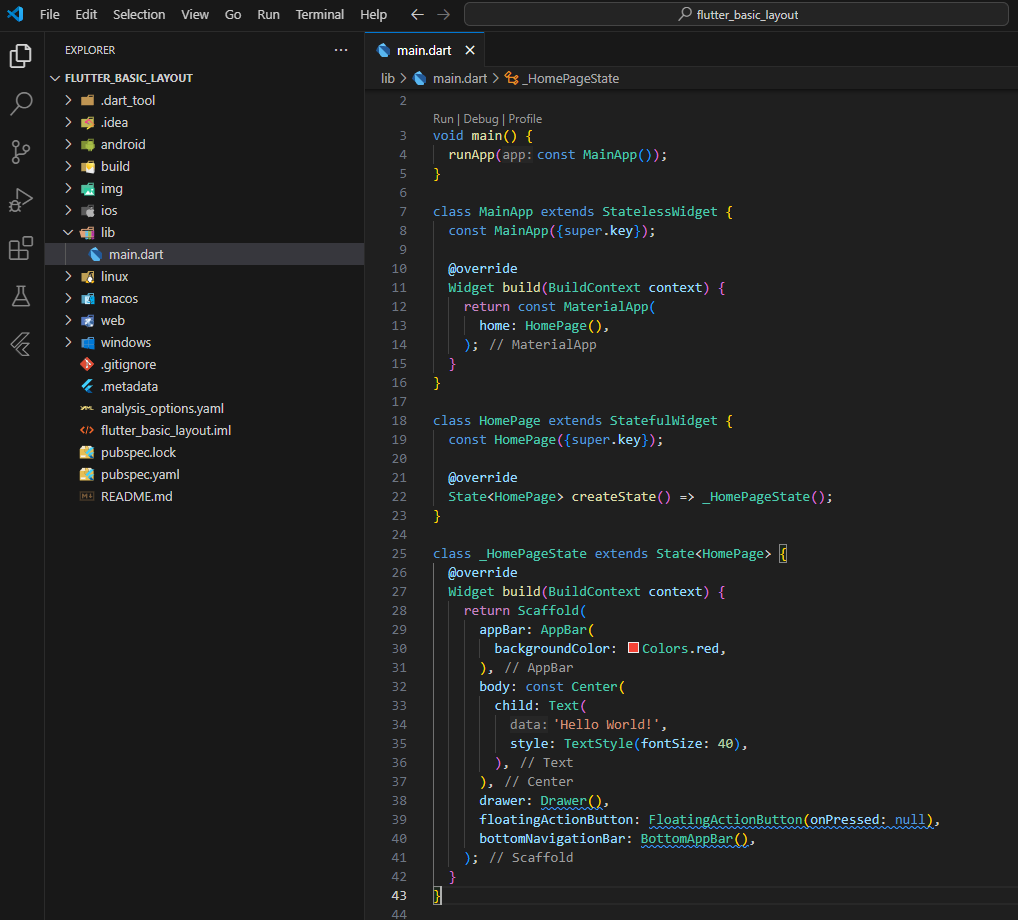 File Edit Selection View Go Run Terminal Help ← → flutter_basic_layout
EXPLORER ···
FLUTTER_BASIC_LAYOUT
.dart_tool
.idea
android
build
img
ios
lib
main.dart
linux
macos
web
windows
.gitignore
.metadata
analysis_options.yaml
flutter_basic_layout.iml
pubspec.lock
pubspec.yaml
README.md
main.dart
lib > main.dart > _HomePageState
2
Run | Debug | Profile
3 void main() {
4   runApp(app: const MainApp());
5 }
6
7 class MainApp extends StatelessWidget {
8   const MainApp({super.key});
9
10   @override
11   Widget build(BuildContext context) {
12     return const MaterialApp(
13       home: HomePage(),
14     ); // MaterialApp
15   }
16 }
17
18 class HomePage extends StatefulWidget {
19   const HomePage({super.key});
20
21   @override
22   State<HomePage> createState() => _HomePageState();
23 }
24
25 class _HomePageState extends State<HomePage> {
26   @override
27   Widget build(BuildContext context) {
28     return Scaffold(
29       appBar: AppBar(
30         backgroundColor: Colors.red,
31       ), // AppBar
32       body: const Center(
33         child: Text(
34           data: 'Hello World!',
35           style: TextStyle(fontSize: 40),
36         ), // Text
37       ), // Center
38       drawer: Drawer(),
39       floatingActionButton: FloatingActionButton(onPressed: null),
40       bottomNavigationBar: BottomAppBar(),
41     ); // Scaffold
42   }
43 }
44